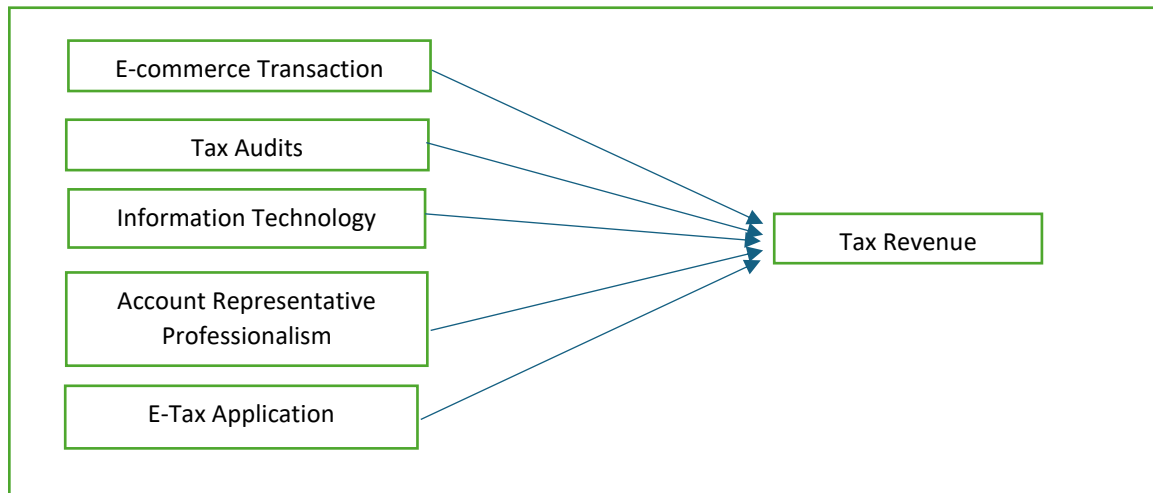 E-commerce Transaction
Tax Audits
Information Technology
Account Representative
Professionalism
E-Tax Application
Tax Revenue